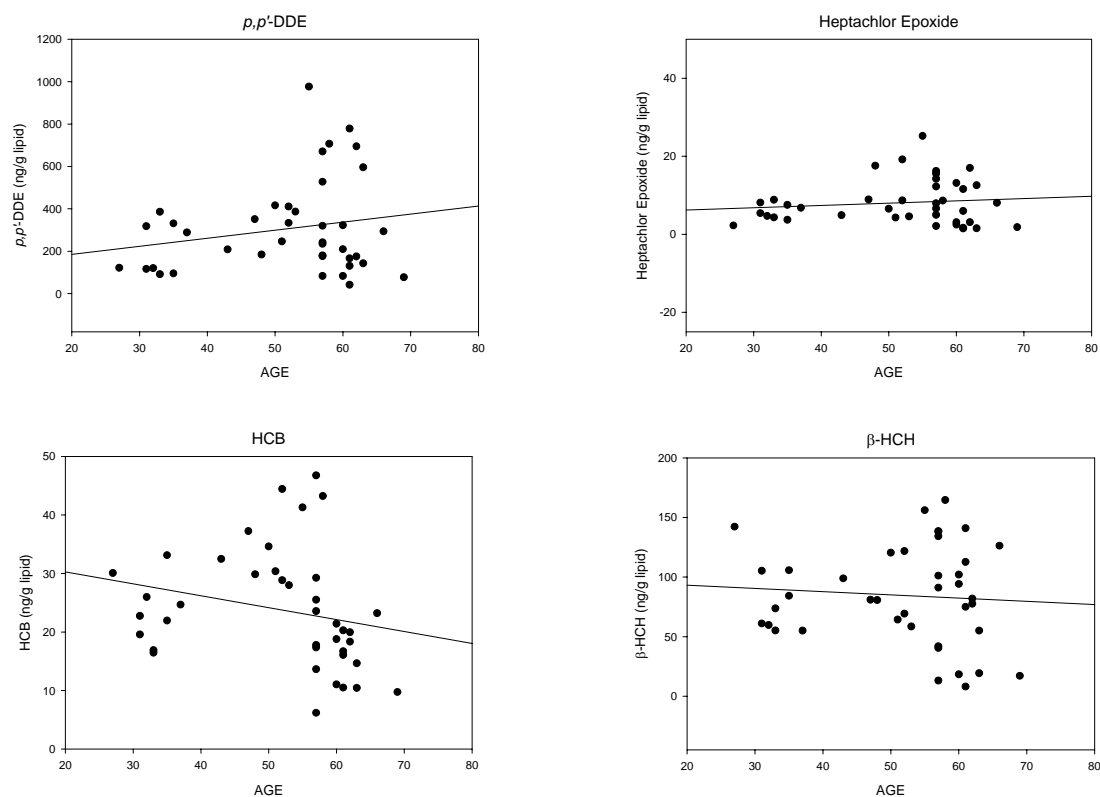 p,p'-DDE
p,p'-DDE (ng/g lipid)
1200
1000
800
600
400
200
0
20 30 40 50 60 70 80
AGE
Heptachlor Epoxide
Heptachlor Epoxide (ng/g lipid)
40
20
0
-20
20 30 40 50 60 70 80
AGE
HCB
HCB (ng/g lipid)
50
40
30
20
10
0
20 30 40 50 60 70 80
AGE
β-HCH
β-HCH (ng/g lipid)
200
150
100
50
0
20 30 40 50 60 70 80
AGE